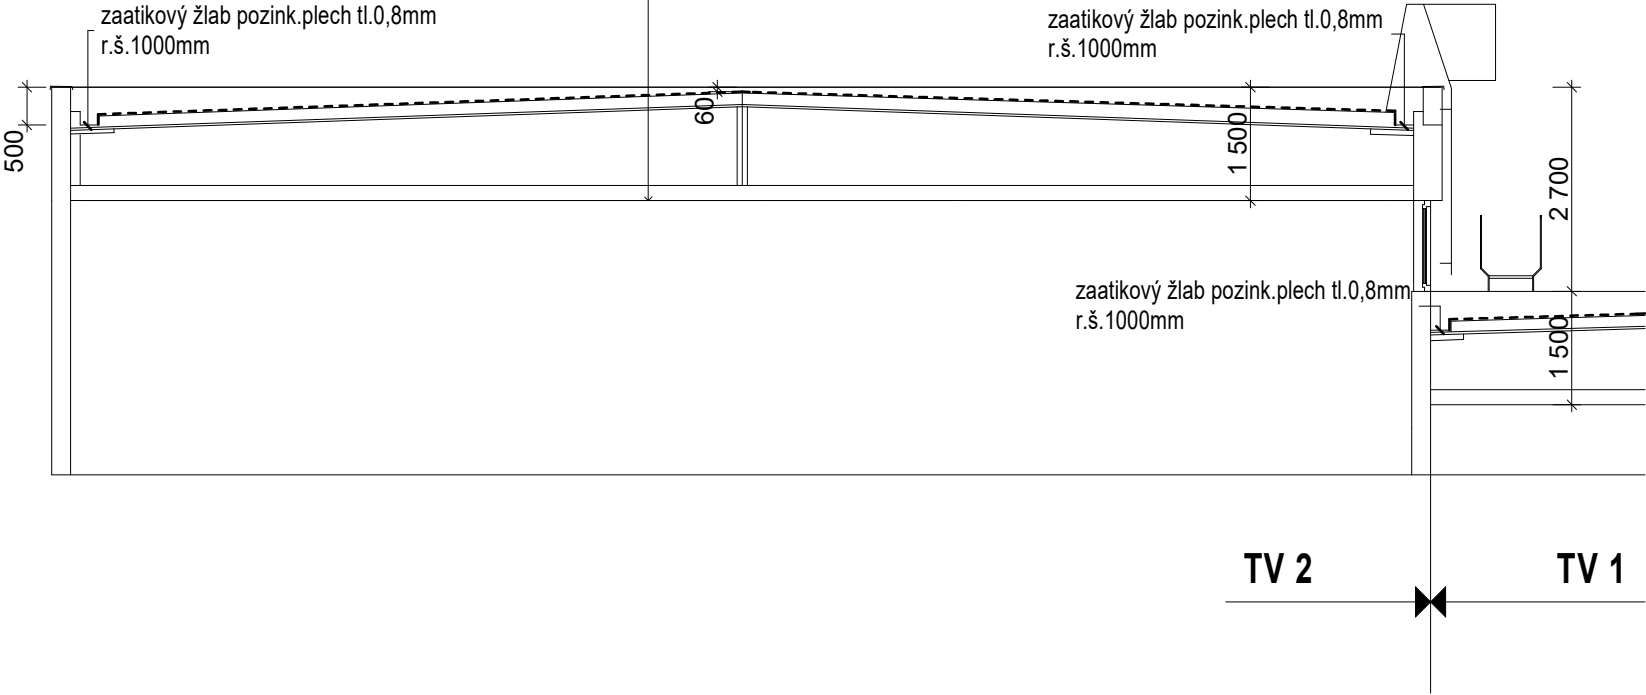 zaatikový žlab pozink.plech tl.0,8mm
r.š.1000mm
zaatikový žlab pozink.plech tl.0,8mm
r.š.1000mm
500
60
1 500
2 700
zaatikový žlab pozink.plech tl.0,8mm
r.š.1000mm
1 500
TV 2
TV 1